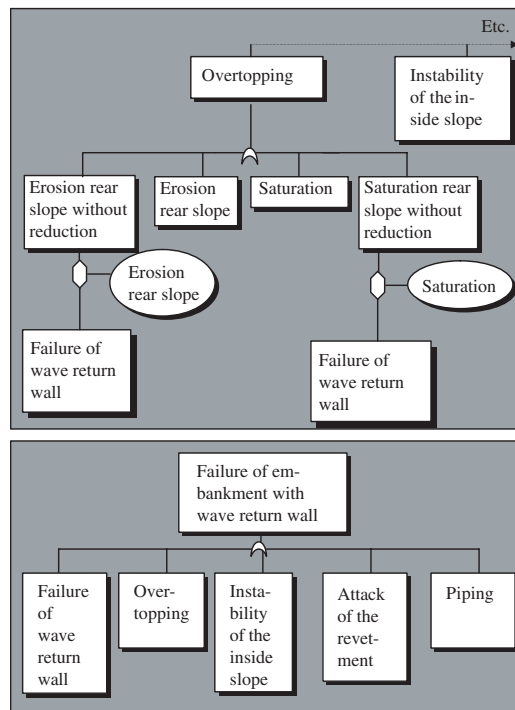 Etc.
Overtopping
Instability
of the in-
side slope
Erosion rear
slope without
reduction
Erosion
rear slope
Saturation
Saturation rear
slope without
reduction
Erosion
rear slope
Saturation
Failure of
wave return
wall
Failure of
wave return
wall
Failure of em-
bankment with
wave return wall
Failure
of
wave
return
wall
Over-
topping
Insta-
bility
of the
inside
slope
Attack
of the
revet-
ment
Piping